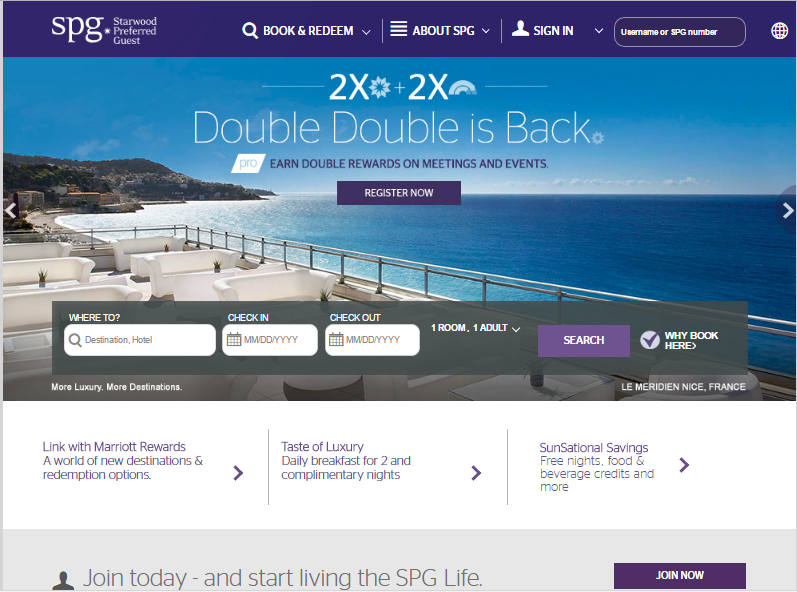 spg* Starwood
Preferred
Guest
BOOK & REDEEM
ABOUT SPG
SIGN IN
Username or SPG number
2X + 2X
Double Double is Back.
pro EARN DOUBLE REWARDS ON MEETINGS AND EVENTS.
REGISTER NOW
WHERE TO?
Destination, Hotel
CHECK IN
MM/DD/YYYY
CHECK OUT
MM/DD/YYYY
1 ROOM, 1 ADULT
SEARCH
WHY BOOK
HERE>
More Luxury. More Destinations.
LE MERIDIEN NICE, FRANCE
Link with Marriott Rewards
A world of new destinations &
redemption options.
Taste of Luxury
Daily breakfast for 2 and
complimentary nights
SunSational Savings
Free nights, food &
beverage credits and
more
Join today - and start living the SPG Life.
JOIN NOW